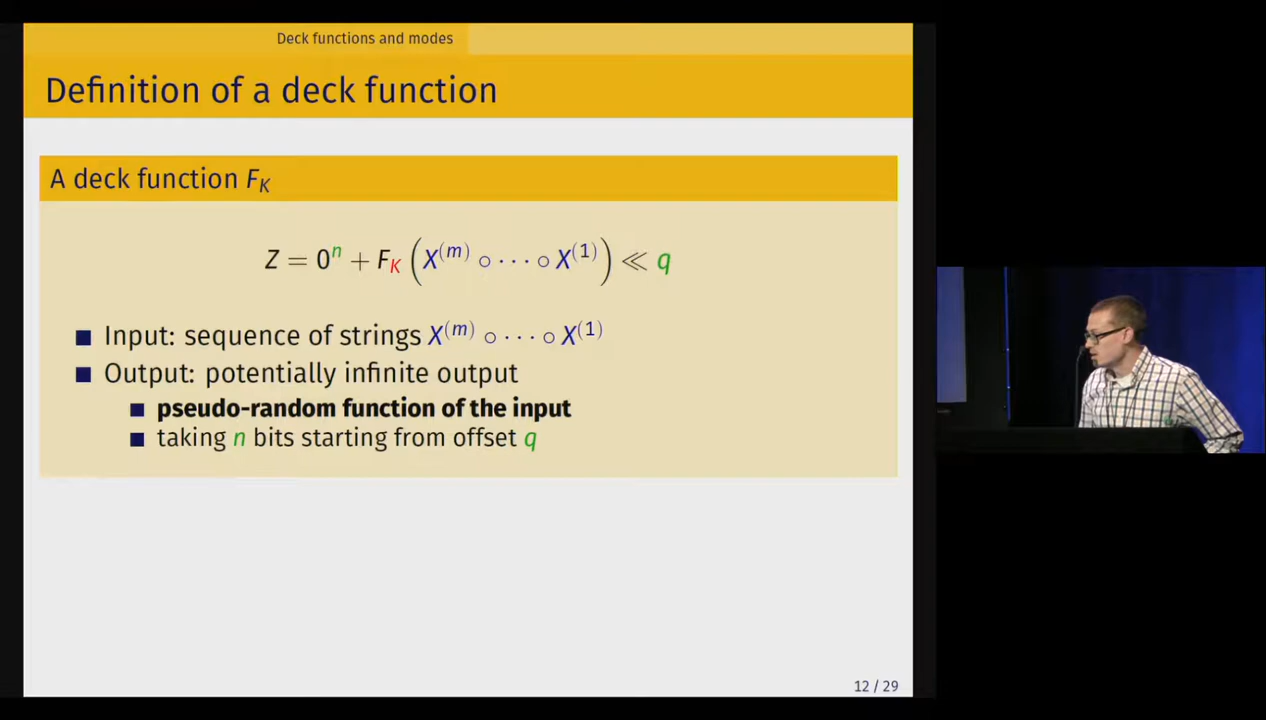 Deck functions and modes
Definition of a deck function
A deck function F_K
Z = 0^n + F_K (X^(m) ∘ ··· ∘ X^(1)) ≪ q
■ Input: sequence of strings X^(m) ∘ ··· ∘ X^(1)
■ Output: potentially infinite output
■ pseudo-random function of the input
■ taking n bits starting from offset q
12 / 29